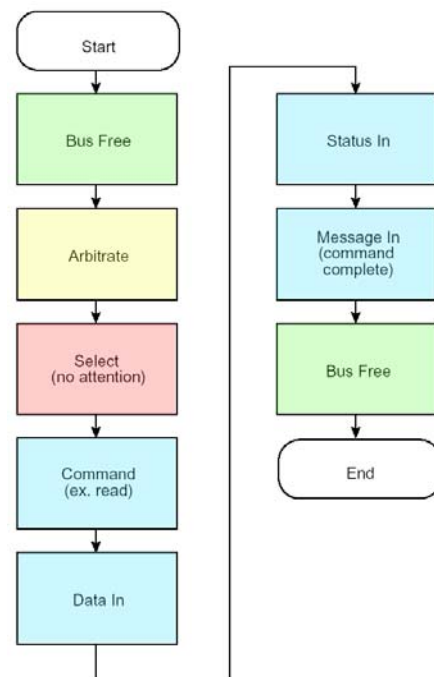 Start
Bus Free
Arbitrate
Select
(no attention)
Command
(ex. read)
Data In
Status In
Message In
(command
complete)
Bus Free
End